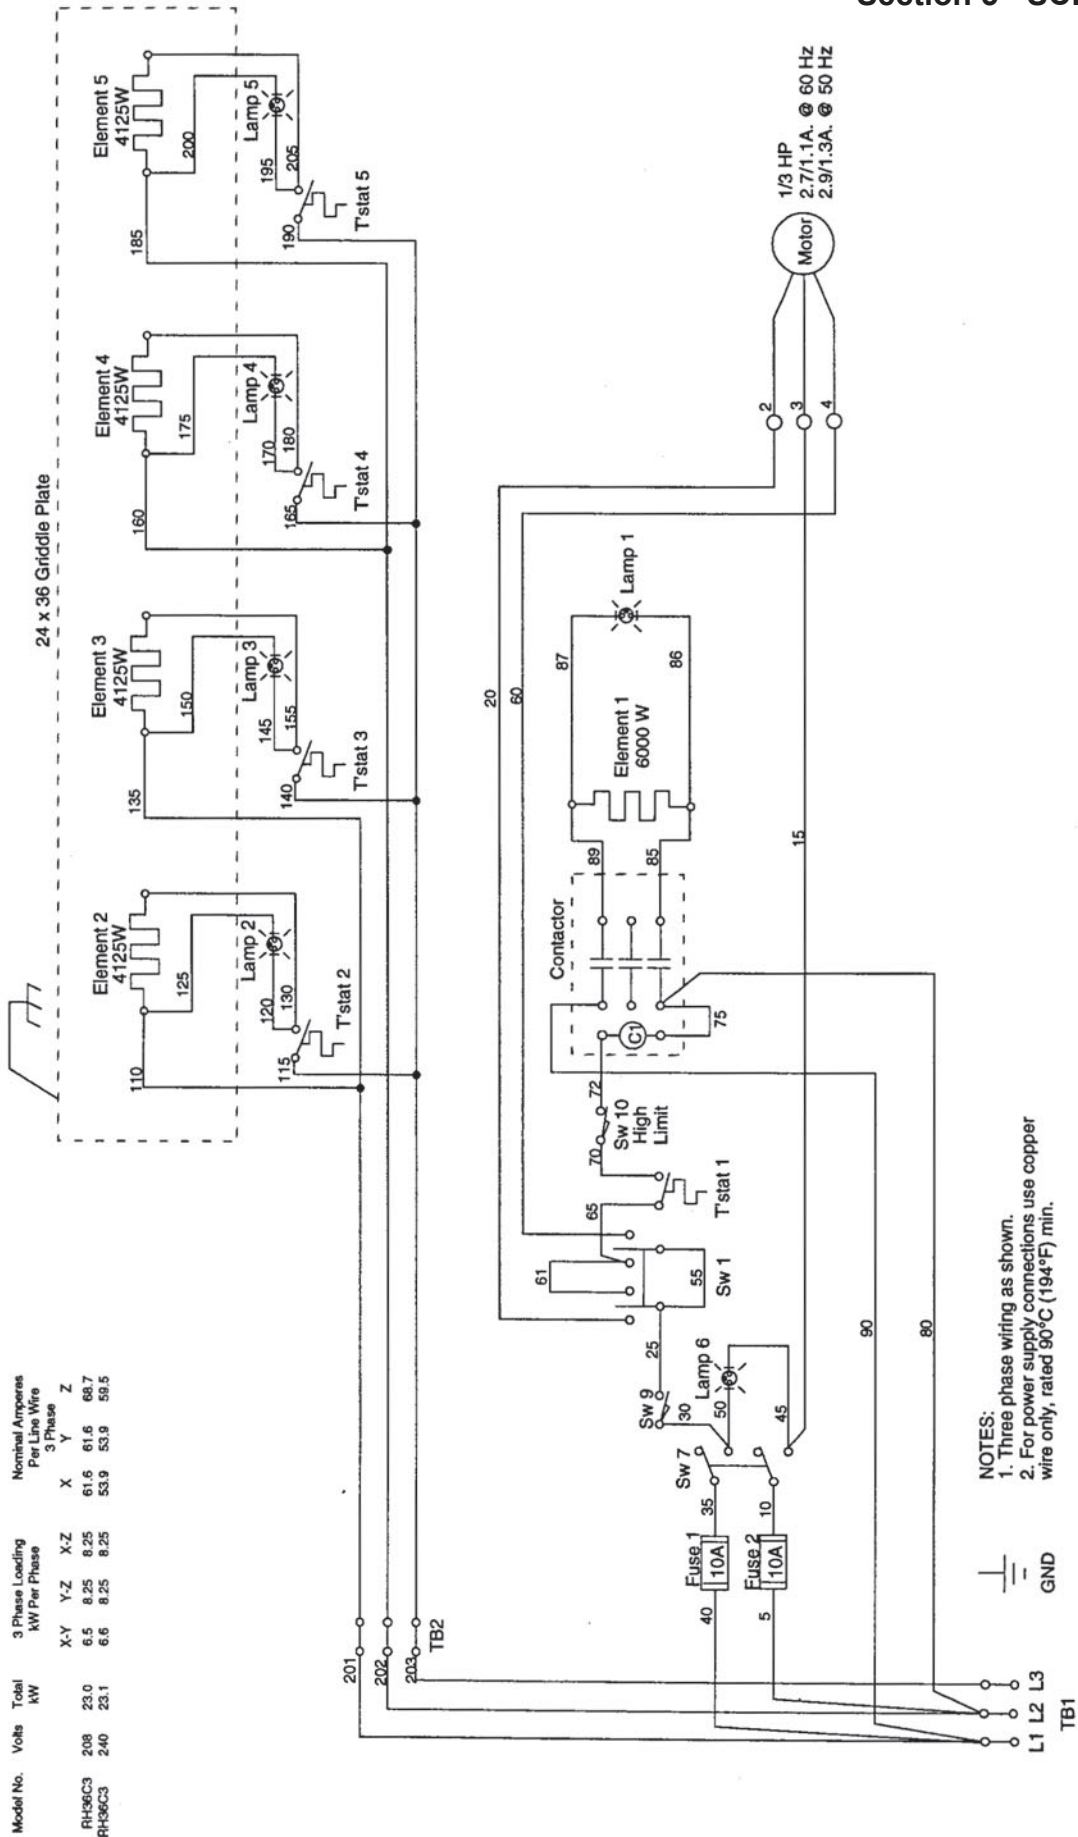 Model No.
Volts
Total
kW
3 Phase Loading
kW Per Phase
Nominal Amperes
Per Line Wire
3 Phase
X-Y
Y-Z
X-Z
X
Y
Z
RH36C3
208
23.0
6.5
8.25
8.25
61.6
61.6
68.7
RH36C3
240
23.1
6.6
8.25
8.25
53.9
53.9
59.5
24 x 36 Griddle Plate
Element 2
4125W
Element 3
4125W
Element 4
4125W
Element 5
4125W
110
125
Lamp 2
120
130
115
T'stat 2
135
150
Lamp 3
145
155
140
T'stat 3
160
175
Lamp 4
170
180
165
T'stat 4
185
200
Lamp 5
195
205
190
T'stat 5
201
202
203
TB2
20
60
61
65
55
Sw 1
25
Sw 9
30
Lamp 6
50
45
Sw 7
35
10
Fuse 1
10A
Fuse 2
10A
40
5
T'stat 1
70
Sw 10
High
Limit
72
Contactor
C1
75
89
85
Element 1
6000 W
87
86
Lamp 1
15
90
80
2
3
4
Motor
1/3 HP
2.7/1.1A. @ 60 Hz
2.9/1.3A. @ 50 Hz
L1
L2
L3
TB1
GND
NOTES:
1. Three phase wiring as shown.
2. For power supply connections use copper
wire only, rated 90°C (194°F) min.